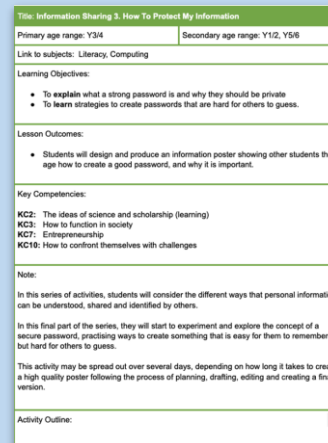 Title: Information Sharing 3. How To Protect My Information
Primary age range: Y3/4
Secondary age range: Y1/2, Y5/6
Link to subjects: Literacy, Computing
Learning Objectives:
• To explain what a strong password is and why they should be private
• To learn strategies to create passwords that are hard for others to guess.
Lesson Outcomes:
• Students will design and produce an information poster showing other students th
age how to create a good password, and why it is important.
Key Competencies:
KC2: The ideas of science and scholarship (learning)
KC3: How to function in society
KC7: Entrepreneurship
KC10: How to confront themselves with challenges
Note:
In this series of activities, students will consider the different ways that personal informati
can be understood, shared and identified by others.
In this final part of the series, they will start to experiment and explore the concept of a
secure password, practising ways to create something that is easy for them to remember
but hard for others to guess.
This activity may be spread out over several days, depending on how long it takes to crea
a high quality poster following the process of planning, drafting, editing and creating a fin
version.
Activity Outline: